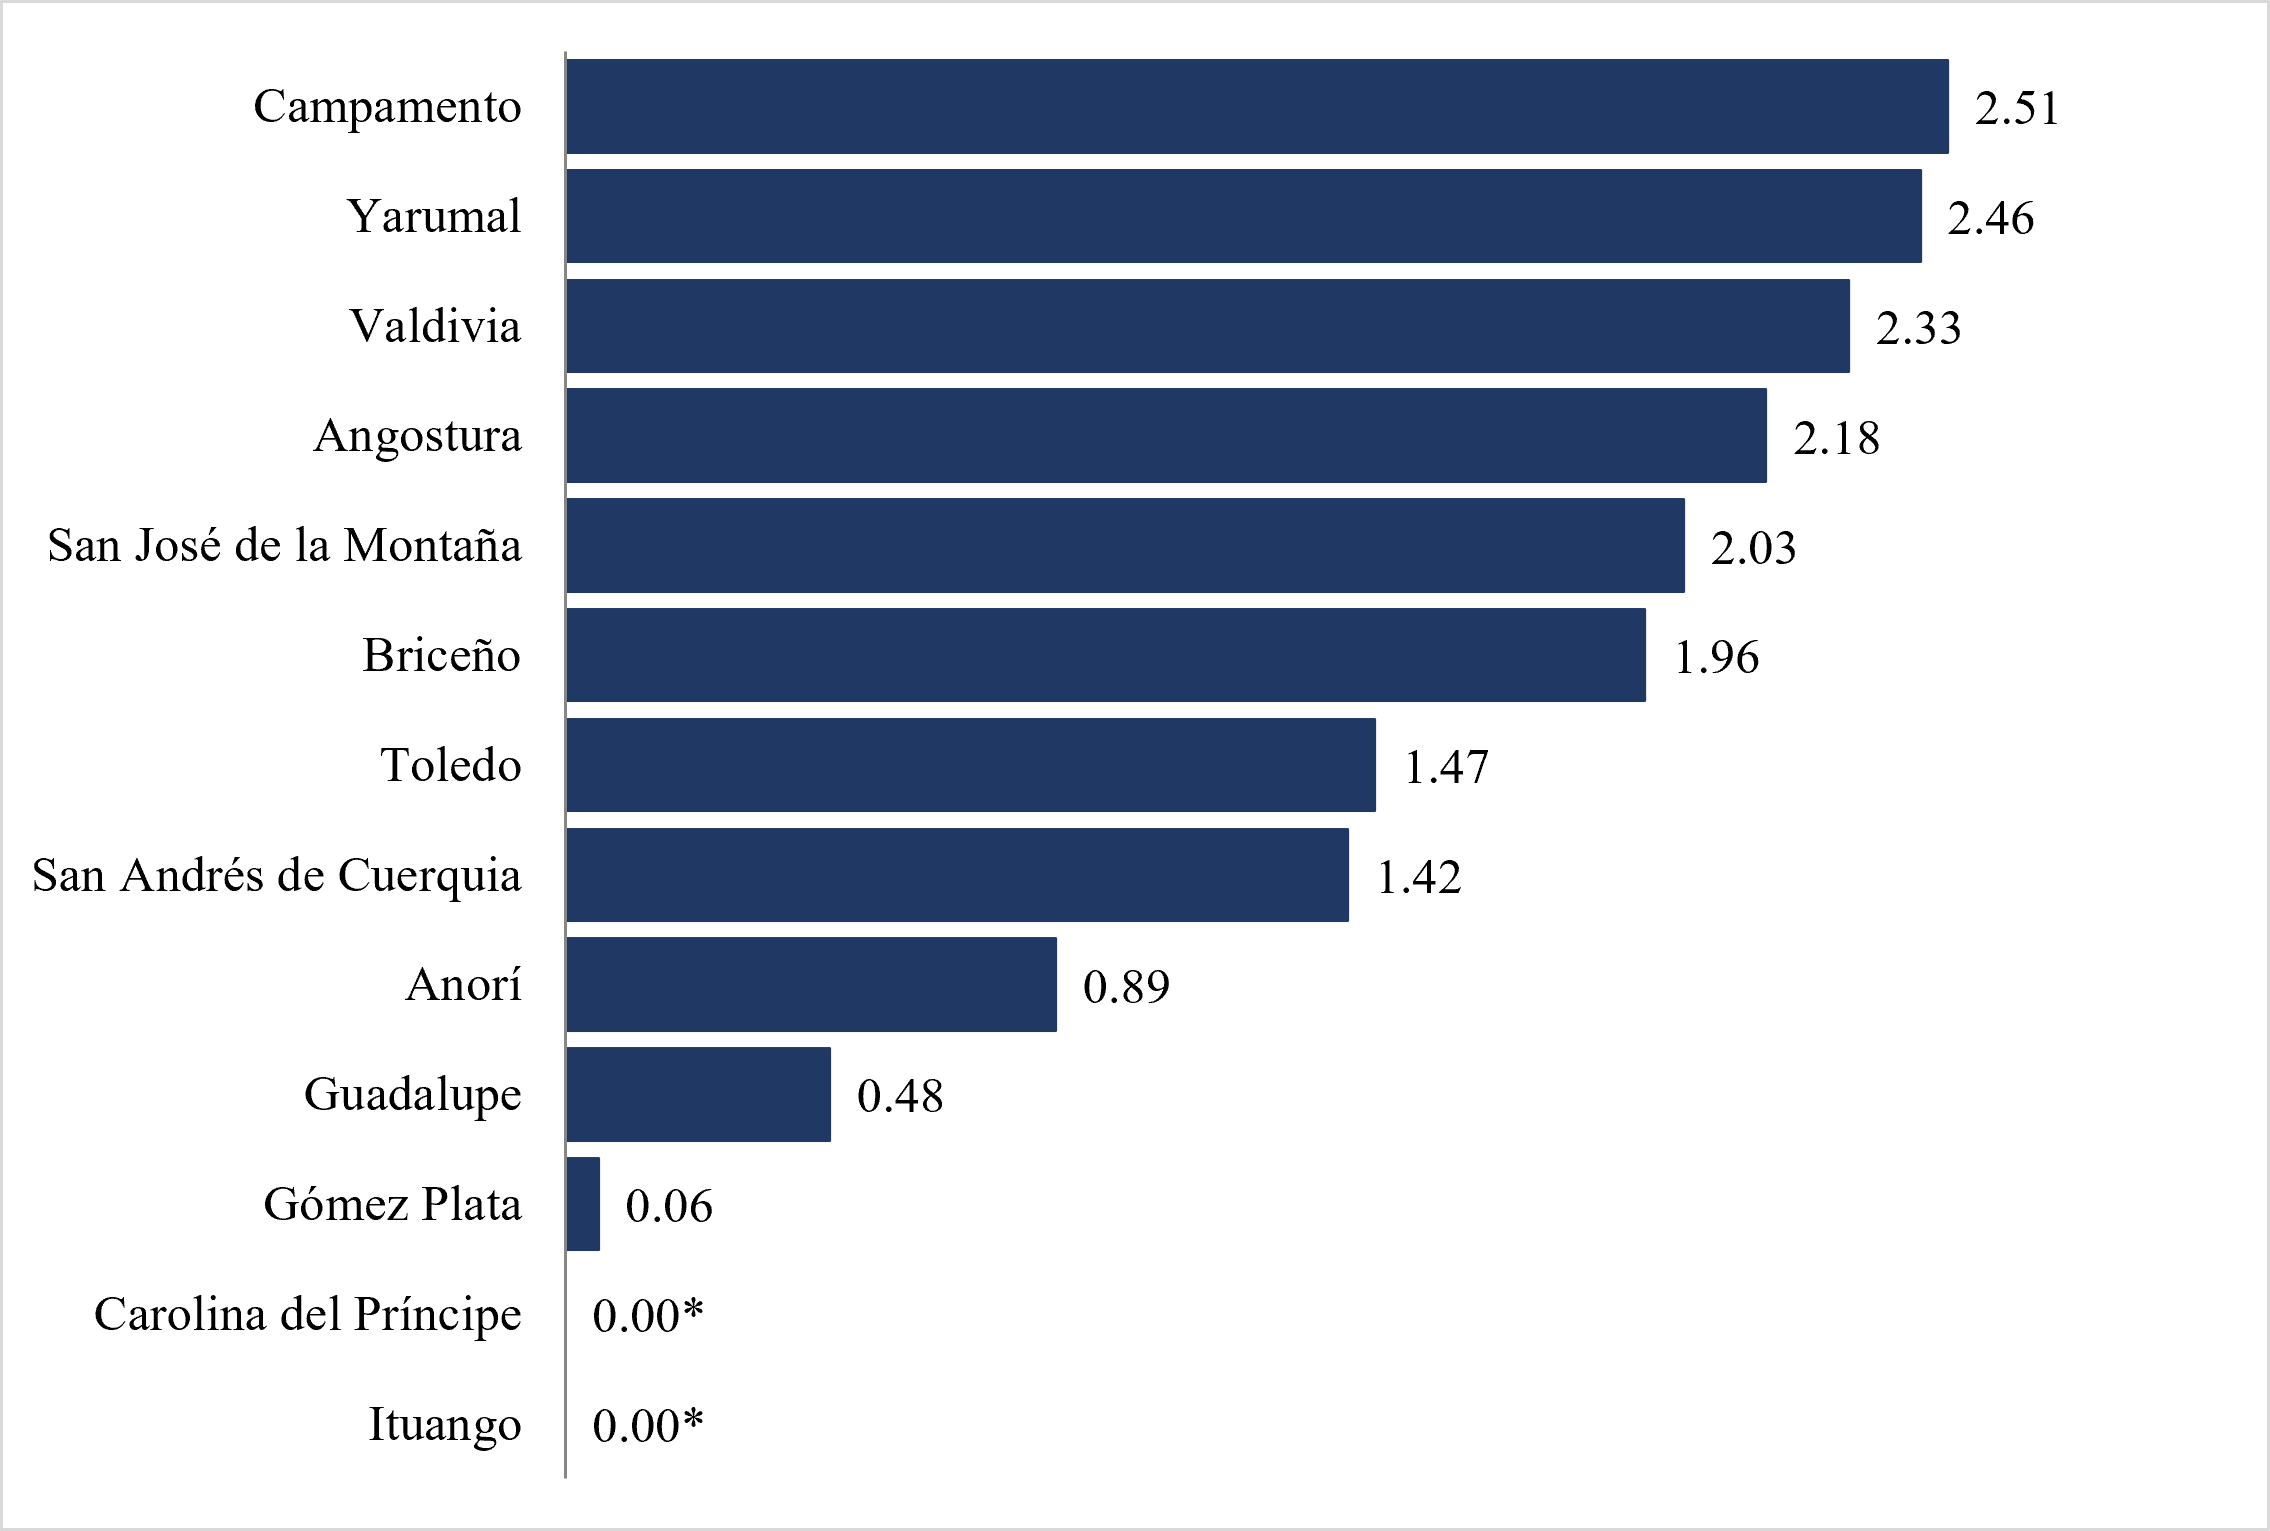 Campamento 2.51
Yarumal 2.46
Valdivia 2.33
Angostura 2.18
San José de la Montaña 2.03
Briceño 1.96
Toledo 1.47
San Andrés de Cuerquia 1.42
Anorí 0.89
Guadalupe 0.48
Gómez Plata 0.06
Carolina del Príncipe 0.00*
Ituango 0.00*